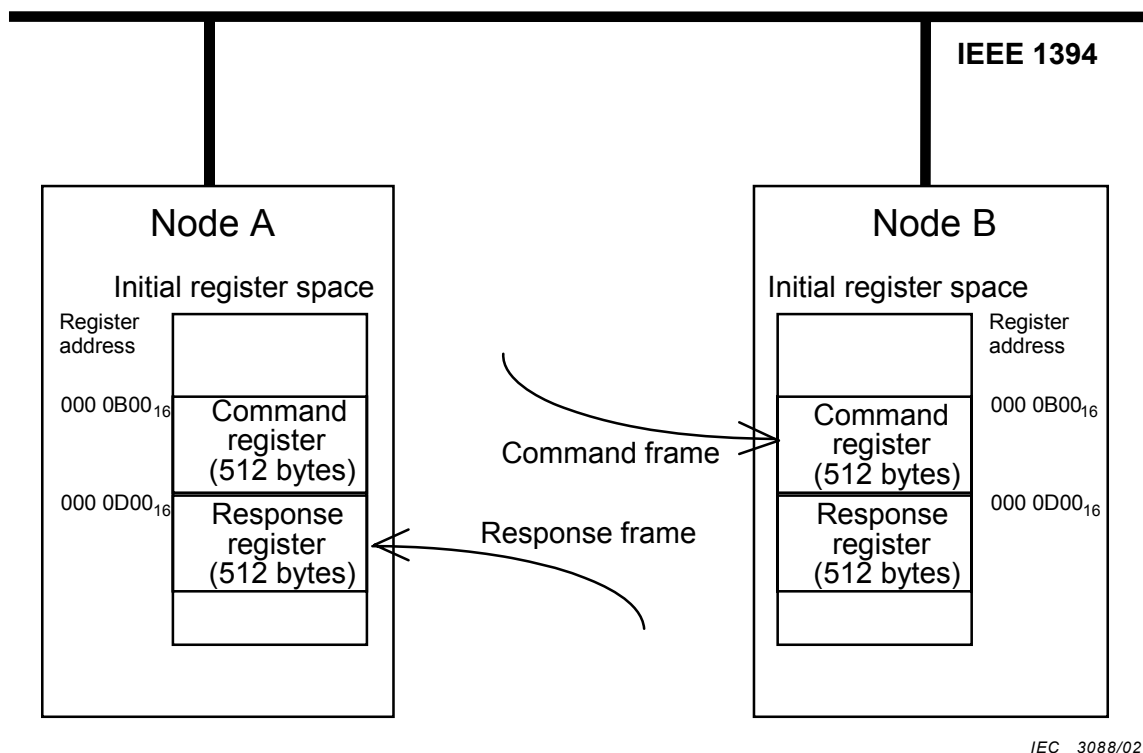 IEEE 1394
Node A
Initial register space
Register
address
000 0B00₁₆
Command
register
(512 bytes)
000 0D00₁₆
Response
register
(512 bytes)
Command frame
Response frame
Node B
Initial register space
Register
address
Command
register
(512 bytes)
000 0B00₁₆
Response
register
(512 bytes)
000 0D00₁₆
IEC 3088/02